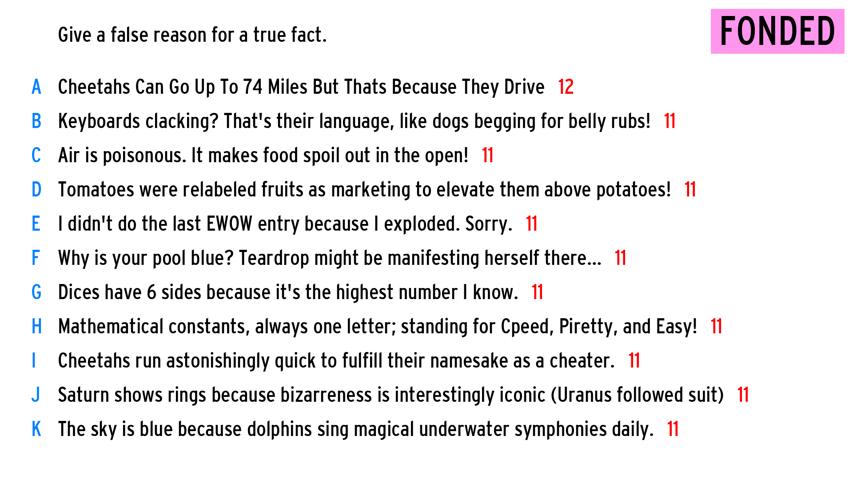 Give a false reason for a true fact.
FONDED
A Cheetahs Can Go Up To 74 Miles But Thats Because They Drive 12
B Keyboards clacking? That's their language, like dogs begging for belly rubs! 11
C Air is poisonous. It makes food spoil out in the open! 11
D Tomatoes were relabeled fruits as marketing to elevate them above potatoes! 11
E I didn't do the last EWOW entry because I exploded. Sorry. 11
F Why is your pool blue? Teardrop might be manifesting herself there... 11
G Dices have 6 sides because it's the highest number I know. 11
H Mathematical constants, always one letter; standing for Cpeed, Piretty, and Easy! 11
I Cheetahs run astonishingly quick to fulfill their namesake as a cheater. 11
J Saturn shows rings because bizarreness is interestingly iconic (Uranus followed suit) 11
K The sky is blue because dolphins sing magical underwater symphonies daily. 11